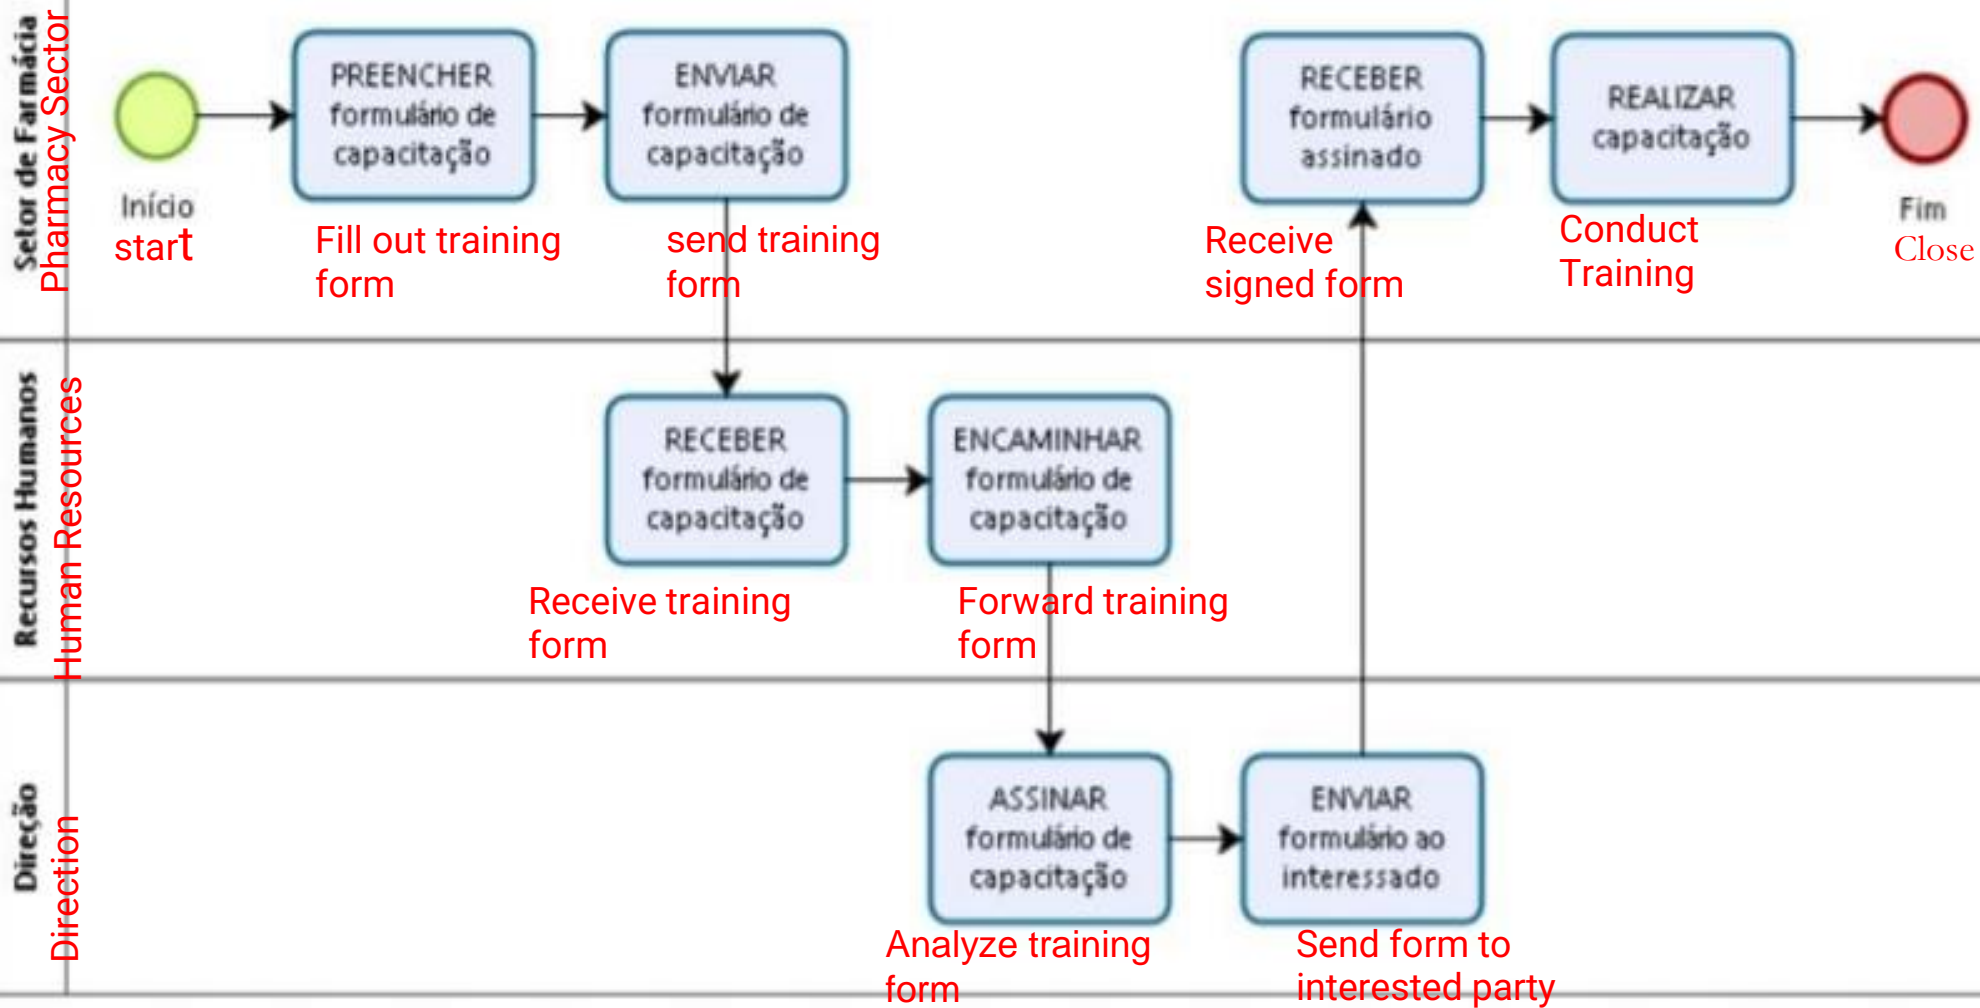 Setor de Farmácia
Pharmacy Sector
Início
start
PREENCHER
formulário de
capacitação
Fill out training
form
ENVIAR
formulário de
capacitação
send training
form
RECEBER
formulário
assinado
Receive
signed form
REALIZAR
capacitação
Conduct
Training
Fim
Close
Recursos Humanos
Human Resources
RECEBER
formulário de
capacitação
Receive training
form
ENCAMINHAR
formulário de
capacitação
Forward training
form
Direção
Direction
ASSINAR
formulário de
capacitação
Analyze training
form
ENVIAR
formulário ao
interessado
Send form to
interested party